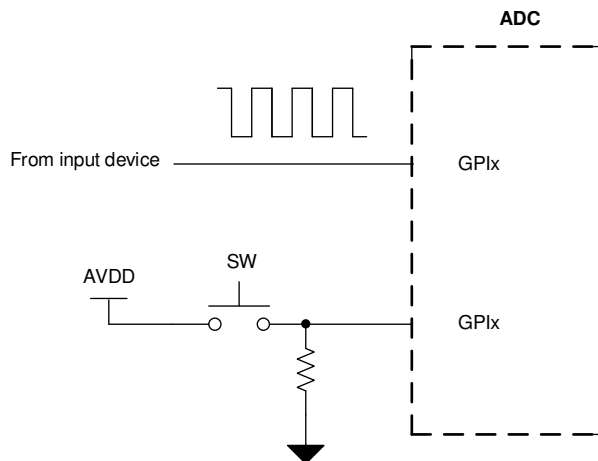 ADC
From input device
GPIx
AVDD
SW
GPIx